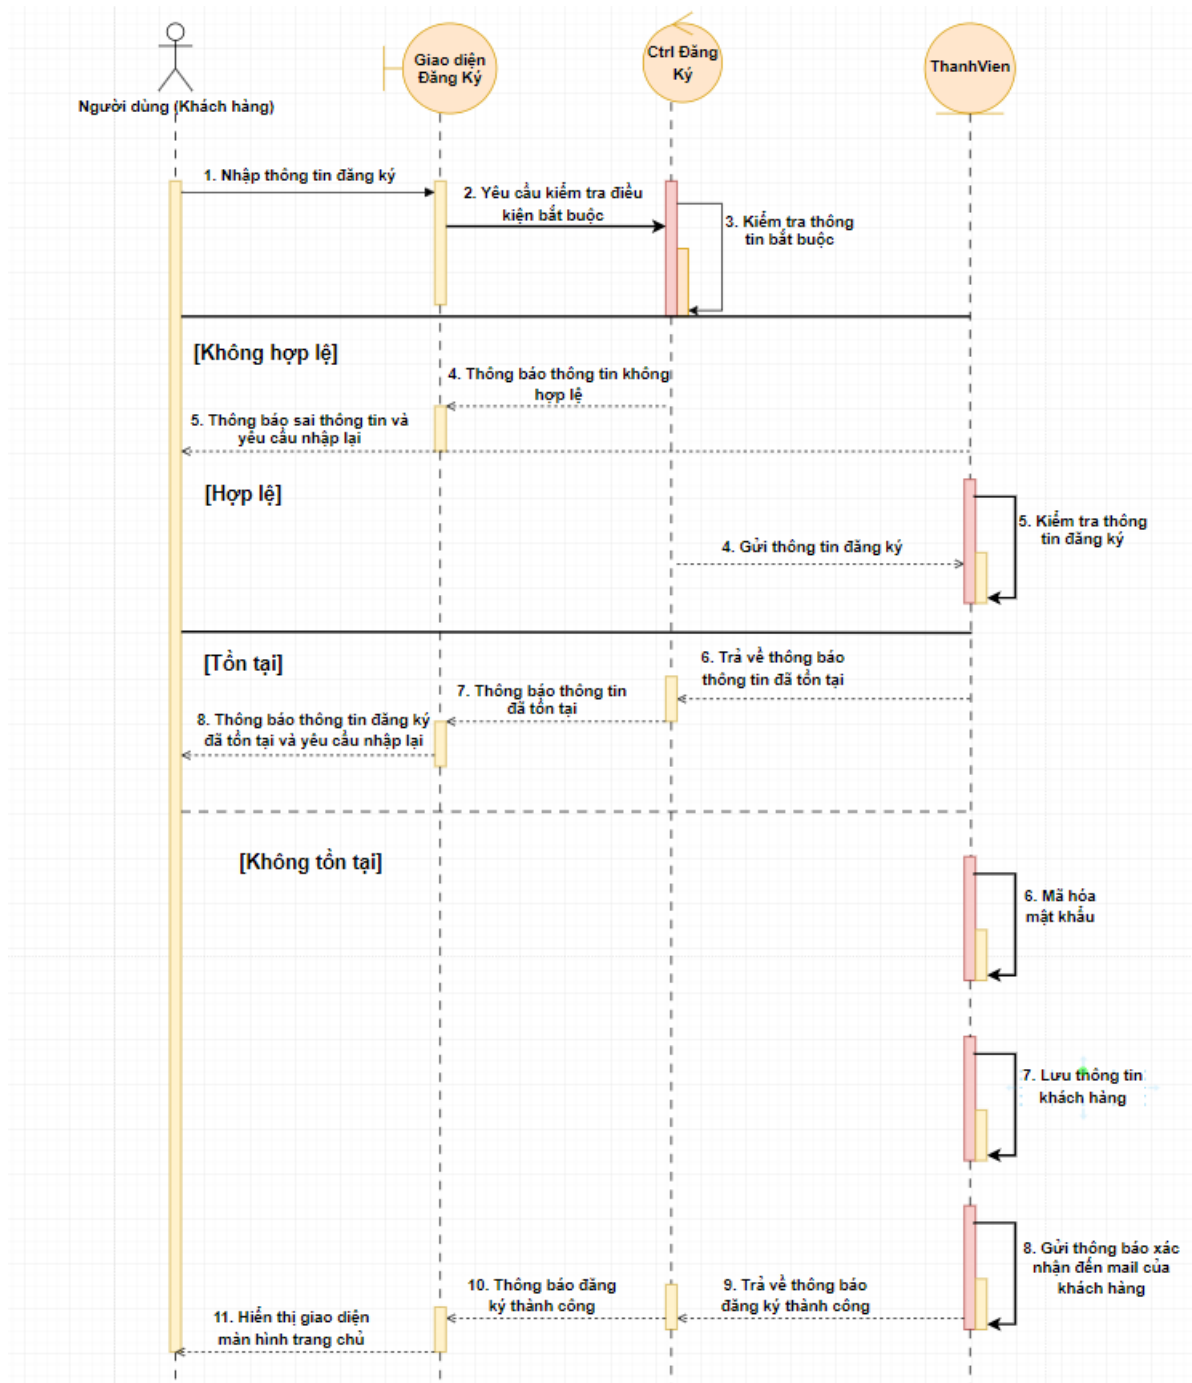 Giao diện
Đăng Ký
Ctrl Đăng
Ký
ThanhVien
Người dùng (Khách hàng)
1. Nhập thông tin đăng ký
2. Yêu cầu kiểm tra điều
kiện bắt buộc
3. Kiểm tra thông
tin bắt buộc
[Không hợp lệ]
4. Thông báo thông tin không
hợp lệ
5. Thông báo sai thông tin và
yêu cầu nhập lại
[Hợp lệ]
4. Gửi thông tin đăng ký
5. Kiểm tra thông
tin đăng ký
[Tồn tại]
6. Trả về thông báo
thông tin đã tồn tại
7. Thông báo thông tin
đã tồn tại
8. Thông báo thông tin đăng ký
đã tồn tại và yêu cầu nhập lại
[Không tồn tại]
6. Mã hóa
mật khẩu
7. Lưu thông tin
khách hàng
8. Gửi thông báo xác
nhận đến mail của
khách hàng
9. Trả về thông báo
đăng ký thành công
10. Thông báo đăng
ký thành công
11. Hiển thị giao diện
màn hình trang chủ